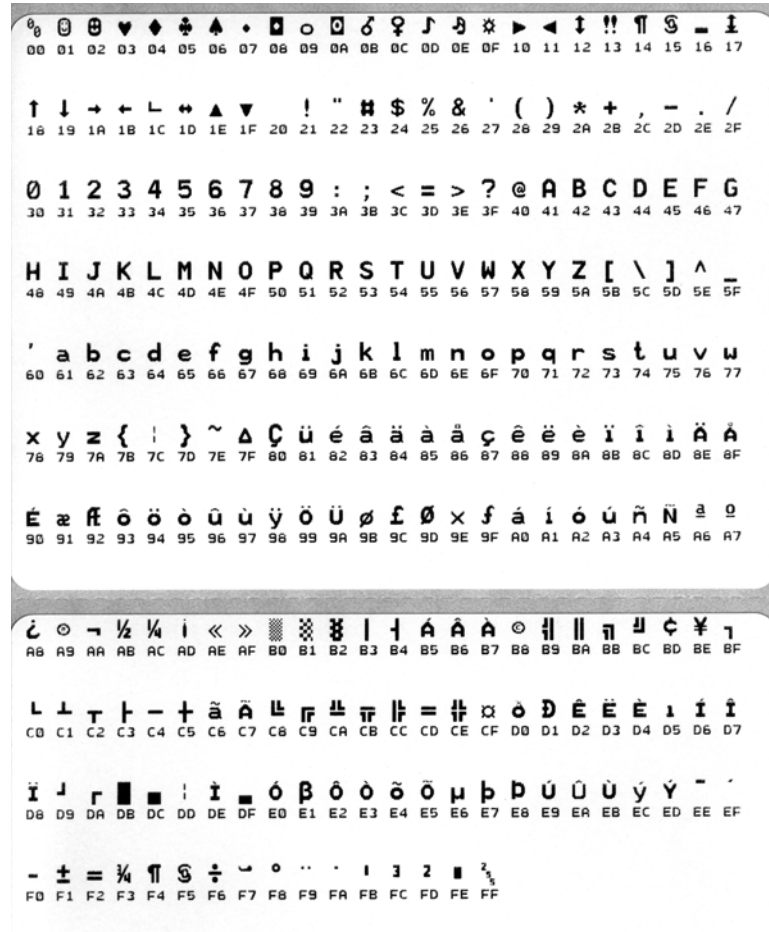 ⁰₀ ☺ ☻ ♥ ♦ ♣ ♠ • ◘ ○ ◙ ♂ ♀ ♪ ♫ ☼ ► ◄ ↕ ‼ ¶ § ▬ ↨
00 01 02 03 04 05 06 07 08 09 0A 0B 0C 0D 0E 0F 10 11 12 13 14 15 16 17
↑ ↓ → ← ∟ ↔ ▲ ▼ ! " # $ % & ' ( ) * + , - . /
18 19 1A 1B 1C 1D 1E 1F 20 21 22 23 24 25 26 27 28 29 2A 2B 2C 2D 2E 2F
0 1 2 3 4 5 6 7 8 9 : ; < = > ? @ A B C D E F G
30 31 32 33 34 35 36 37 38 39 3A 3B 3C 3D 3E 3F 40 41 42 43 44 45 46 47
H I J K L M N O P Q R S T U V W X Y Z [ \ ] ^ _
48 49 4A 4B 4C 4D 4E 4F 50 51 52 53 54 55 56 57 58 59 5A 5B 5C 5D 5E 5F
' a b c d e f g h i j k l m n o p q r s t u v w
60 61 62 63 64 65 66 67 68 69 6A 6B 6C 6D 6E 6F 70 71 72 73 74 75 76 77
x y z { ¦ } ~ ∆ Ç ü é â ä à å ç ê ë è ï î ì Ä Å
78 79 7A 7B 7C 7D 7E 7F 80 81 82 83 84 85 86 87 88 89 8A 8B 8C 8D 8E 8F
É æ Æ ô ö ò û ù ÿ Ö Ü ø £ Ø × ƒ á í ó ú ñ Ñ ª º
90 91 92 93 94 95 96 97 98 99 9A 9B 9C 9D 9E 9F A0 A1 A2 A3 A4 A5 A6 A7
¿ ® ¬ ½ ¼ ¡ « » ░ ▒ ▓ │ ┤ Á Â À © ╣ ║ ╗ ╝ ¢ ¥ ┐
A8 A9 AA AB AC AD AE AF B0 B1 B2 B3 B4 B5 B6 B7 B8 B9 BA BB BC BD BE BF
└ ┴ ┬ ├ ─ ┼ ã Ã ╚ ╔ ╩ ╦ ╠ ═ ╬ ¤ ð Ð Ê Ë È ı Í Î
C0 C1 C2 C3 C4 C5 C6 C7 C8 C9 CA CB CC CD CE CF D0 D1 D2 D3 D4 D5 D6 D7
Ï ┘ ┌ █ ▄ ¦ Ì ▬ Ó β Ô Ò õ Õ µ þ Þ Ú Û Ù ý Ý ¯ ´
D8 D9 DA DB DC DD DE DF E0 E1 E2 E3 E4 E5 E6 E7 E8 E9 EA EB EC ED EE EF
- ± = ¾ ¶ § ÷ ¸ ° ¨ · ı 3 2 ■ ²₅₅
F0 F1 F2 F3 F4 F5 F6 F7 F8 F9 FA FB FC FD FE FF